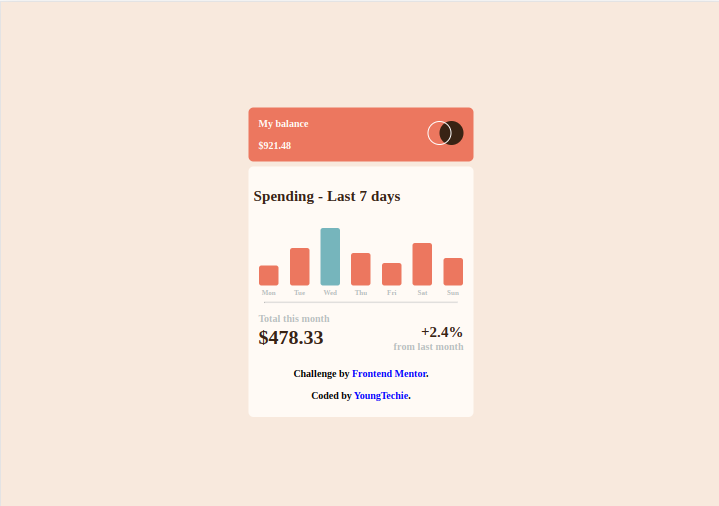 My balance
$921.48
Spending - Last 7 days
Mon Tue Wed Thu Fri Sat Sun
Total this month
$478.33
+2.4%
from last month
Challenge by Frontend Mentor.
Coded by YoungTechie.